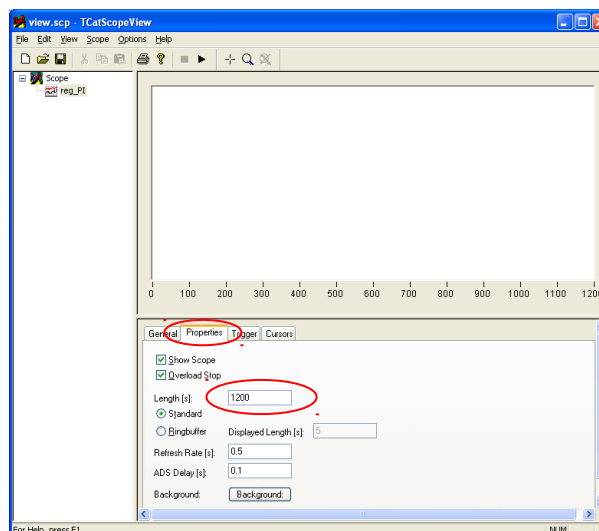 view.scp - TCatScopeView
File Edit View Scope Options Help
Scope
reg_PI
0 100 200 300 400 500 600 700 800 900 1000 1100 120
General Properties Trigger Cursors
Show Scope
Overload Stop
Length [s]: 1200
Standard
Ringbuffer Displayed Length [s]: 5
Refresh Rate [s]: 0.5
ADS Delay [s]: 0.1
Background: Background:
For Help, press F1 NUM